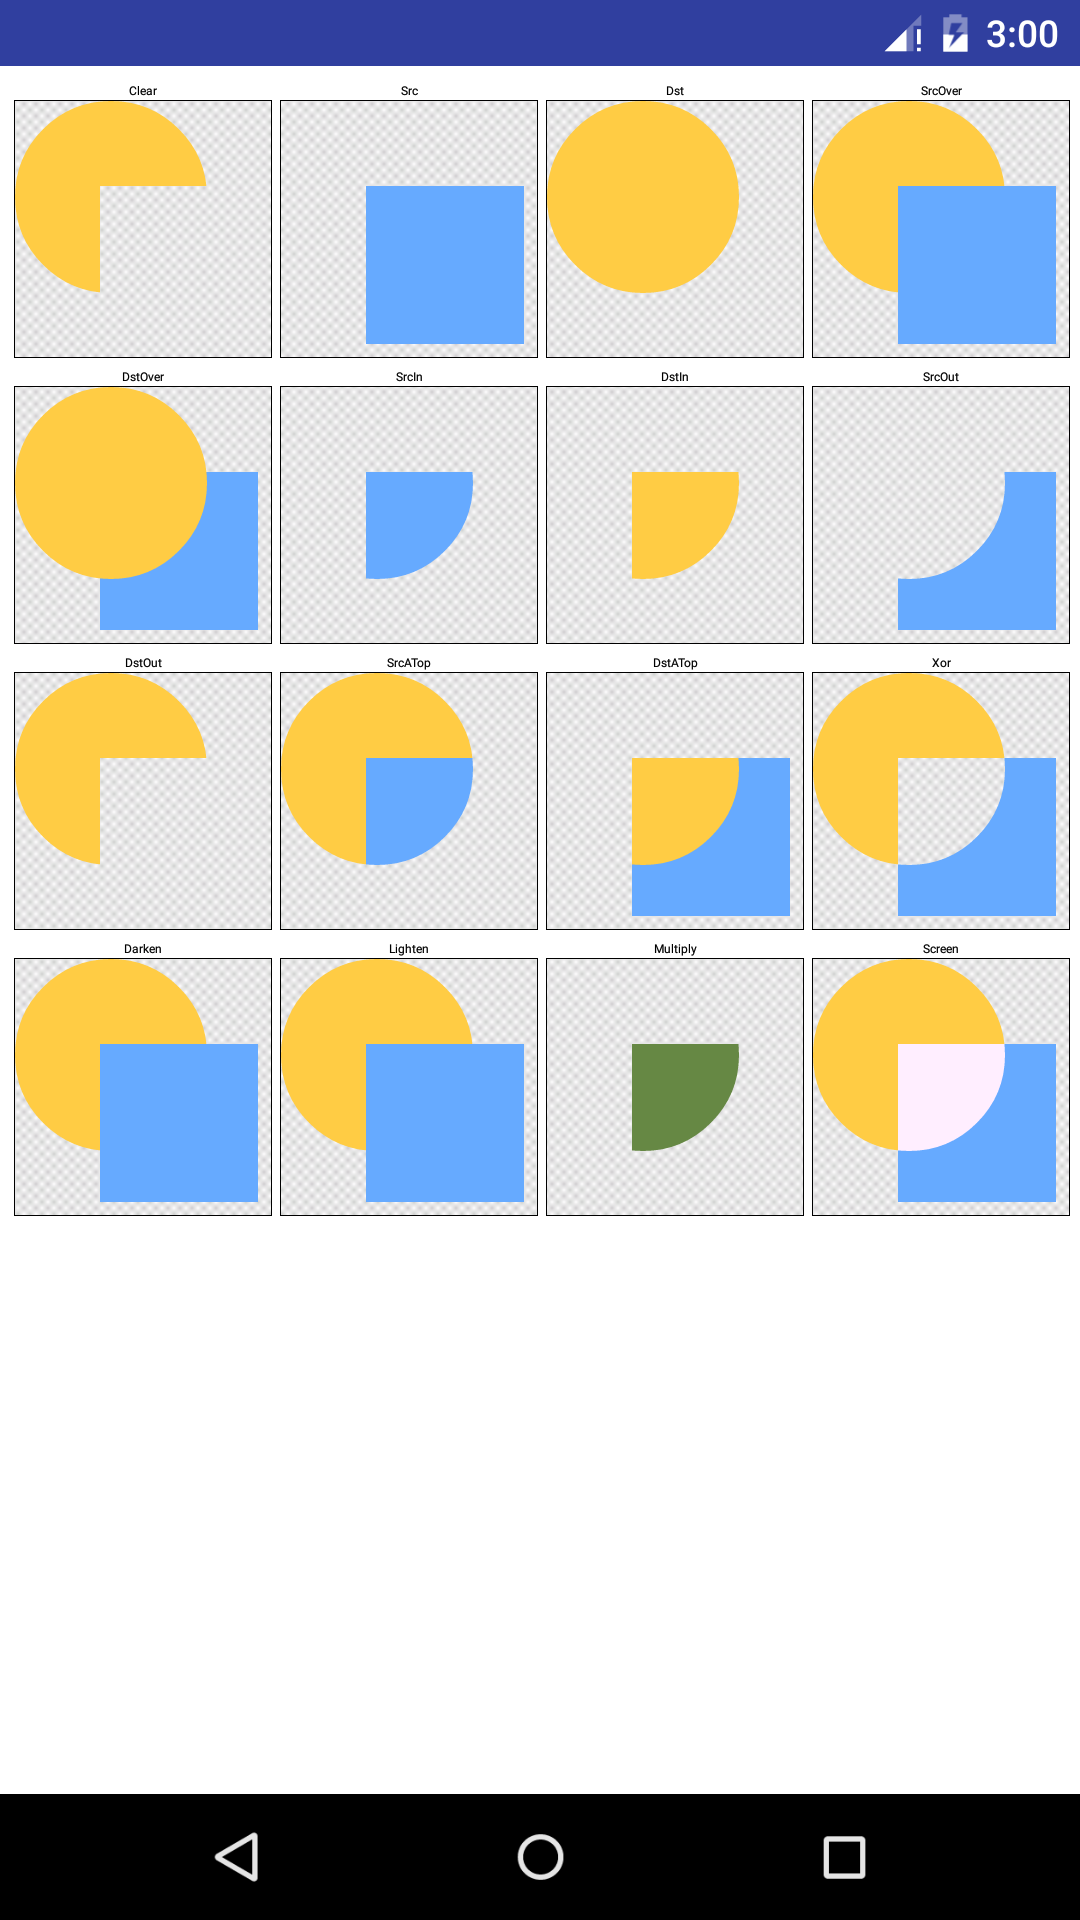 3:00
Clear Src Dst SrcOver
DstOver SrcIn DstIn SrcOut
DstOut SrcATop DstATop Xor
Darken Lighten Multiply Screen